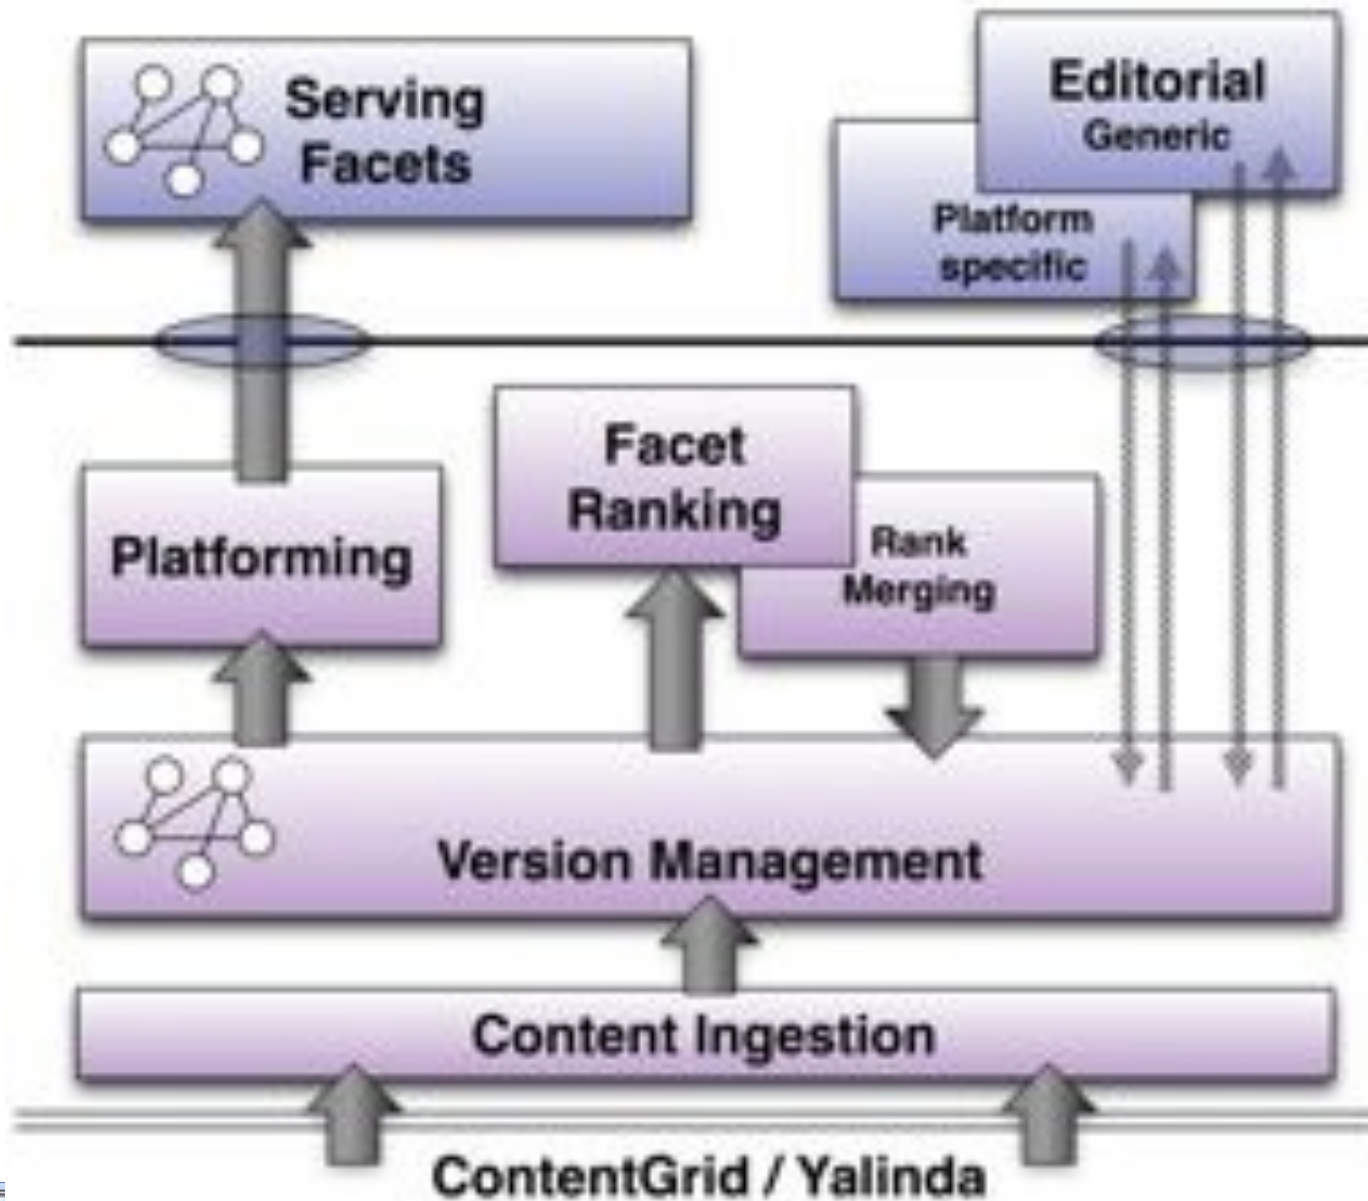 Serving
Facets
Editorial
Generic
Platform
specific
Facet
Ranking
Rank
Merging
Platforming
Version Management
Content Ingestion
ContentGrid / Yalinda